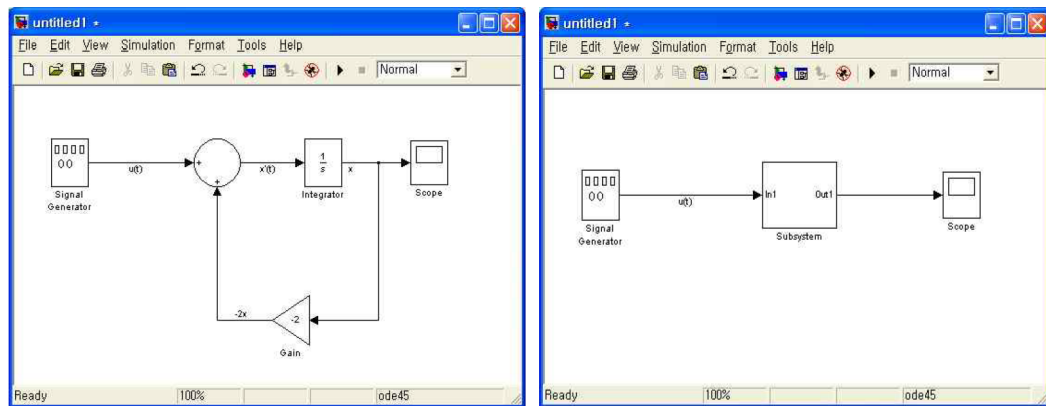 untitled1 *
File Edit View Simulation Format Tools Help
Normal
u(t)
+
+
x'(t)
1
s
x
Signal
Generator
Integrator
Scope
-2x
-2
Gain
Ready 100% ode45
untitled1 *
File Edit View Simulation Format Tools Help
Normal
u(t)
In1 Out1
Signal
Generator
Subsystem
Scope
Ready 100% ode45